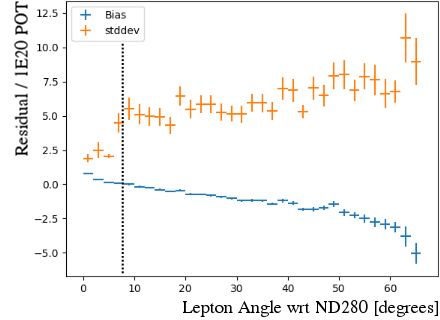 Residual / 1E20 POT
12.5
10.0
7.5
5.0
2.5
0.0
−2.5
−5.0
Bias
stddev
0 10 20 30 40 50 60
Lepton Angle wrt ND280 [degrees]